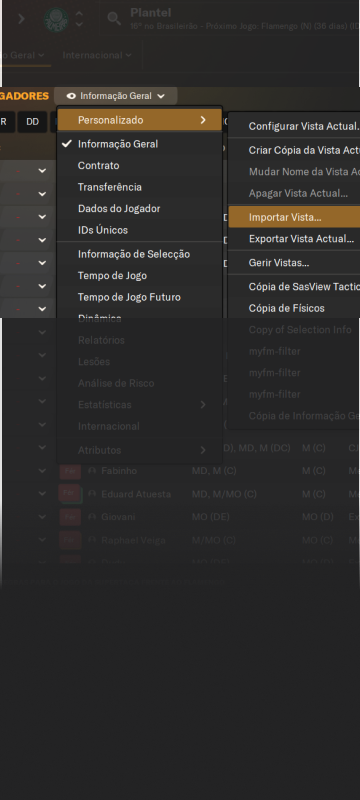 Plantel
16º no Brasileirão - Próximo Jogo: Flamengo (N) (36 dias)
o Geral
Internacional
GADORES
Informação Geral
R
DD
Personalizado
Configurar Vista Actual...
Informação Geral
Criar Cópia da Vista Act
Contrato
Mudar Nome da Vista Ac
Transferência
Apagar Vista Actual...
Dados do Jogador
Importar Vista...
IDs Únicos
Exportar Vista Actual...
Informação de Selecção
Gerir Vistas...
Tempo de Jogo
Cópia de SasView Tactic
Tempo de Jogo Futuro
Cópia de Físicos
Dinâmica
Copy of Selection Info
Relatórios
myfm-filter
Lesões
myfm-filter
Análise de Risco
myfm-filter
Estatísticas
Cópia de Informação Ge
Internacional
Atributos
D), MD, M (DC)
M (C)
Fabinho
MD, M (C)
M (C)
Eduard Atuesta
MD, M/MO (C)
M (C)
Giovani
MO (DE)
MO (D)
Raphael Veiga
M/MO (C)
MO (C)